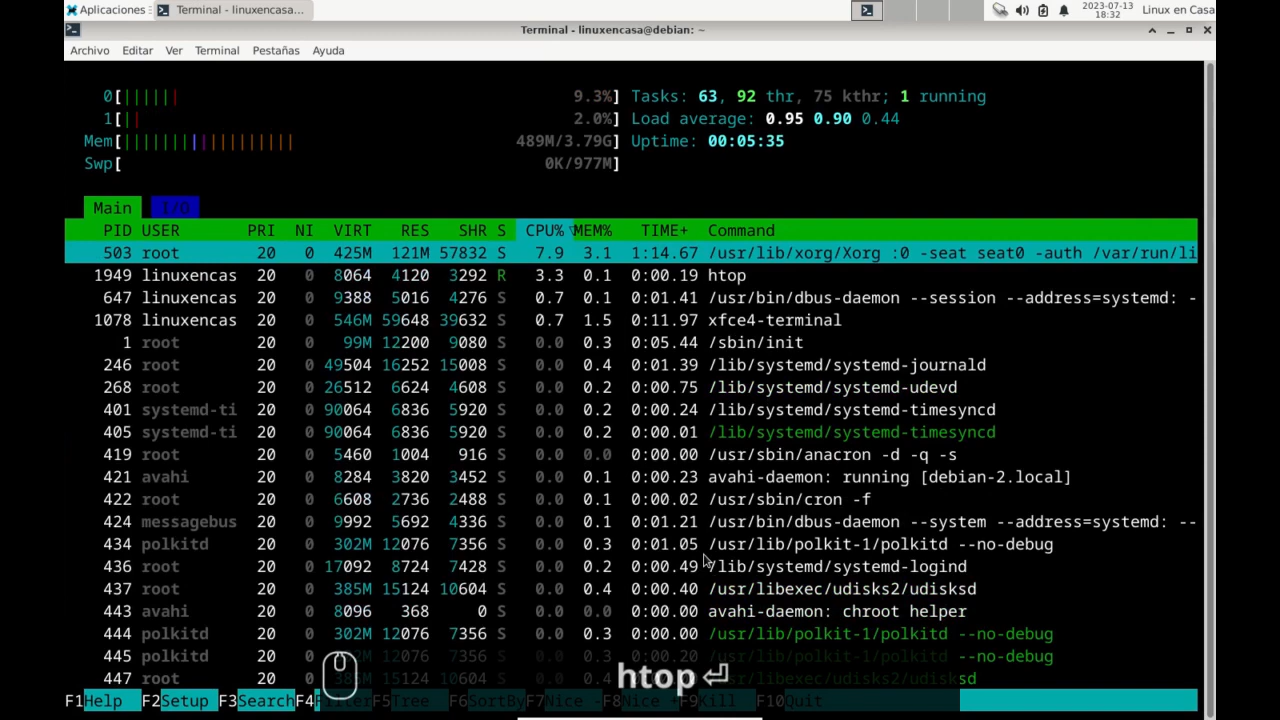 Aplicaciones
Terminal - linuxencasa...
2023-07-13
18:32
Linux en Casa
Terminal - linuxencasa@debian: ~
Archivo Editar Ver Terminal Pestañas Ayuda
0[|||||| 9.3%] Tasks: 63, 92 thr, 75 kthr; 1 running
1[|| 2.0%] Load average: 0.95 0.90 0.44
Mem[||||||||||||||||||| 489M/3.79G] Uptime: 00:05:35
Swp[ 0K/977M]
Main I/O
PID USER PRI NI VIRT RES SHR S CPU%▽MEM% TIME+ Command
503 root 20 0 425M 121M 57832 S 7.9 3.1 1:14.67 /usr/lib/xorg/Xorg :0 -seat seat0 -auth /var/run/li
1949 linuxencas 20 0 8064 4120 3292 R 3.3 0.1 0:00.19 htop
647 linuxencas 20 0 9388 5016 4276 S 0.7 0.1 0:01.41 /usr/bin/dbus-daemon --session --address=systemd: -
1078 linuxencas 20 0 546M 59648 39632 S 0.7 1.5 0:11.97 xfce4-terminal
1 root 20 0 99M 12200 9080 S 0.0 0.3 0:05.44 /sbin/init
246 root 20 0 49504 16252 15008 S 0.0 0.4 0:01.39 /lib/systemd/systemd-journald
268 root 20 0 26512 6624 4608 S 0.0 0.2 0:00.75 /lib/systemd/systemd-udevd
401 systemd-ti 20 0 90064 6836 5920 S 0.0 0.2 0:00.24 /lib/systemd/systemd-timesyncd
405 systemd-ti 20 0 90064 6836 5920 S 0.0 0.2 0:00.01 /lib/systemd/systemd-timesyncd
419 root 20 0 5460 1004 916 S 0.0 0.0 0:00.00 /usr/sbin/anacron -d -q -s
421 avahi 20 0 8284 3820 3452 S 0.0 0.1 0:00.23 avahi-daemon: running [debian-2.local]
422 root 20 0 6608 2736 2488 S 0.0 0.1 0:00.02 /usr/sbin/cron -f
424 messagebus 20 0 9992 5692 4336 S 0.0 0.1 0:01.21 /usr/bin/dbus-daemon --system --address=systemd: --
434 polkitd 20 0 302M 12076 7356 S 0.0 0.3 0:01.05 /usr/lib/polkit-1/polkitd --no-debug
436 root 20 0 17092 8724 7428 S 0.0 0.2 0:00.49 /lib/systemd/systemd-logind
437 root 20 0 385M 15124 10604 S 0.0 0.4 0:00.40 /usr/libexec/udisks2/udisksd
443 avahi 20 0 8096 368 0 S 0.0 0.0 0:00.00 avahi-daemon: chroot helper
444 polkitd 20 0 302M 12076 7356 S 0.0 0.3 0:00.00 /usr/lib/polkit-1/polkitd --no-debug
445 polkitd 20 0 12076 7356 S 0.0 0.3 0:00.20 /usr/lib/polkit-1/polkitd --no-debug
447 root 20 0 385M 15124 10604 S 0.0 0.4 /usr/libexec/udisks2/udisksd
htop⏎
F1Help F2Setup F3Search F4Filter F5Tree F6SortBy F7Nice - F8Nice + F9Kill F10Quit